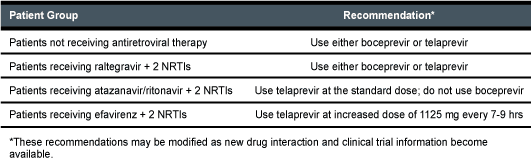 Patient Group Recommendation*
Patients not receiving antiretroviral therapy Use either boceprevir or telaprevir
Patients receiving raltegravir + 2 NRTIs Use either boceprevir or telaprevir
Patients receiving atazanavir/ritonavir + 2 NRTIs Use telaprevir at the standard dose; do not use boceprevir
Patients receiving efavirenz + 2 NRTIs Use telaprevir at increased dose of 1125 mg every 7-9 hrs
*These recommendations may be modified as new drug interaction and clinical trial information become
available.